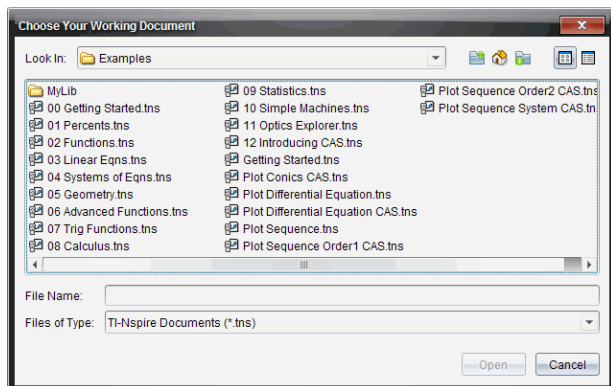 Choose Your Working Document
Look In: Examples
MyLib
00 Getting Started.tns
01 Percents.tns
02 Functions.tns
03 Linear Eqns.tns
04 Systems of Eqns.tns
05 Geometry.tns
06 Advanced Functions.tns
07 Trig Functions.tns
08 Calculus.tns
09 Statistics.tns
10 Simple Machines.tns
11 Optics Explorer.tns
12 Introducing CAS.tns
Getting Started.tns
Plot Conics CAS.tns
Plot Differential Equation.tns
Plot Differential Equation CAS.tns
Plot Sequence.tns
Plot Sequence Order1 CAS.tns
Plot Sequence Order2 CAS.tns
Plot Sequence System CAS.tn
File Name:
Files of Type: TI-Nspire Documents (*.tns)
Open Cancel